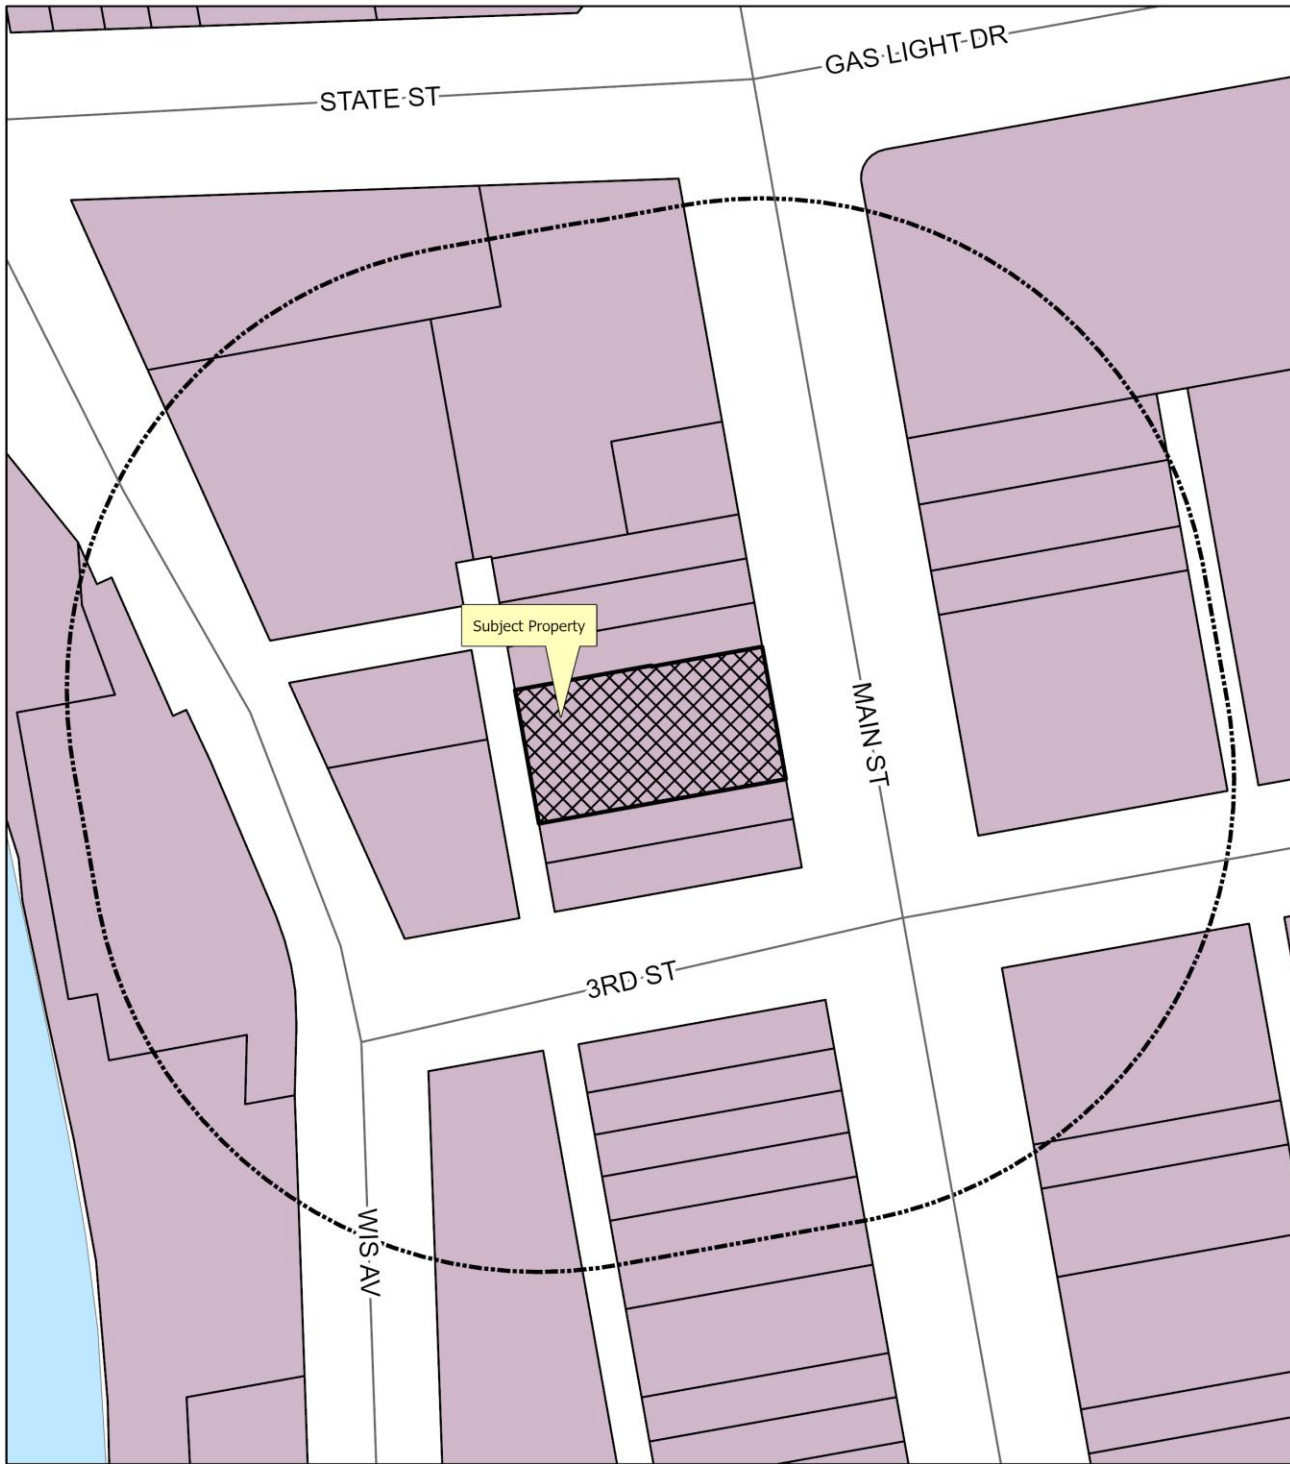 GAS LIGHT DR
STATE ST
Subject Property
MAIN ST
3RD ST
WIS AV